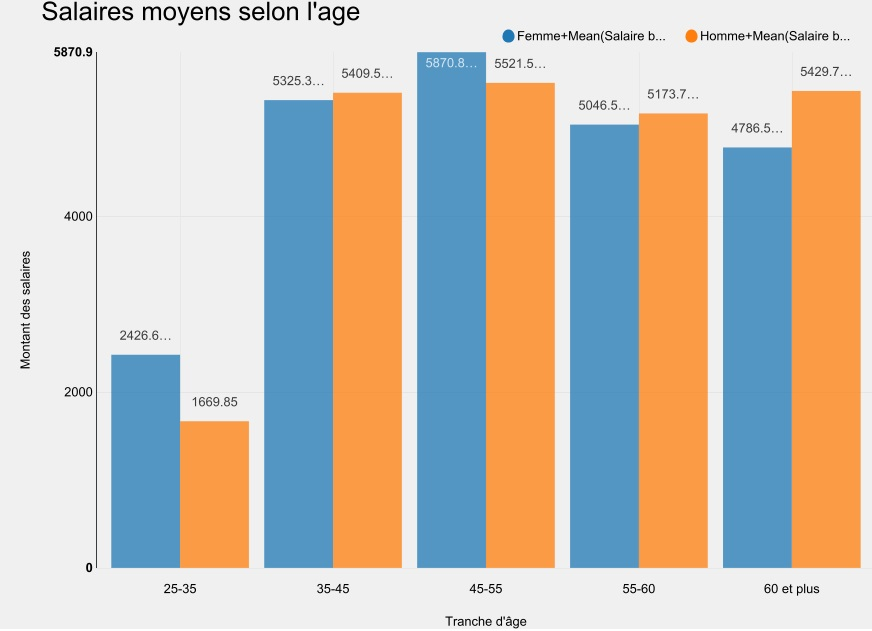 Salaires moyens selon l'age
Femme+Mean(Salaire b... Homme+Mean(Salaire b...
5870.9
4000
2000
0
Montant des salaires
2426.6…
1669.85
5325.3…
5409.5…
5870.8…
5521.5…
5046.5…
5173.7…
4786.5…
5429.7…
25-35 35-45 45-55 55-60 60 et plus
Tranche d'âge